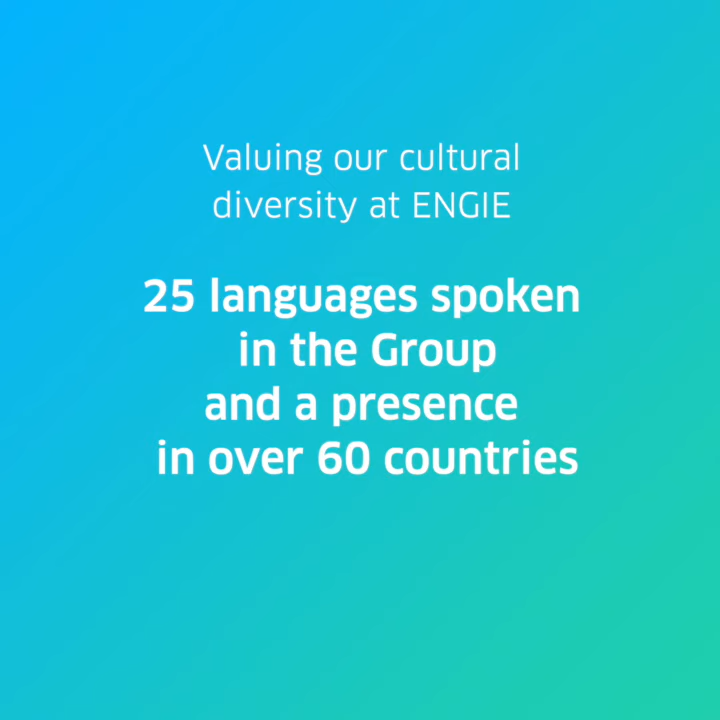 Valuing our cultural
diversity at ENGIE
25 languages spoken
in the Group
and a presence
in over 60 countries